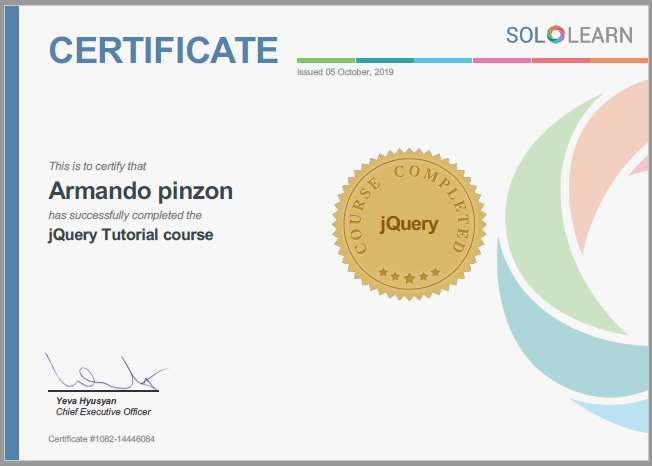 CERTIFICATE
SOLOLEARN
Issued 05 October, 2019
This is to certify that
Armando pinzon
has successfully completed the
jQuery Tutorial course
COURSE COMPLETED
jQuery
Yeva Hyusyan
Chief Executive Officer
Certificate #1082-14446084